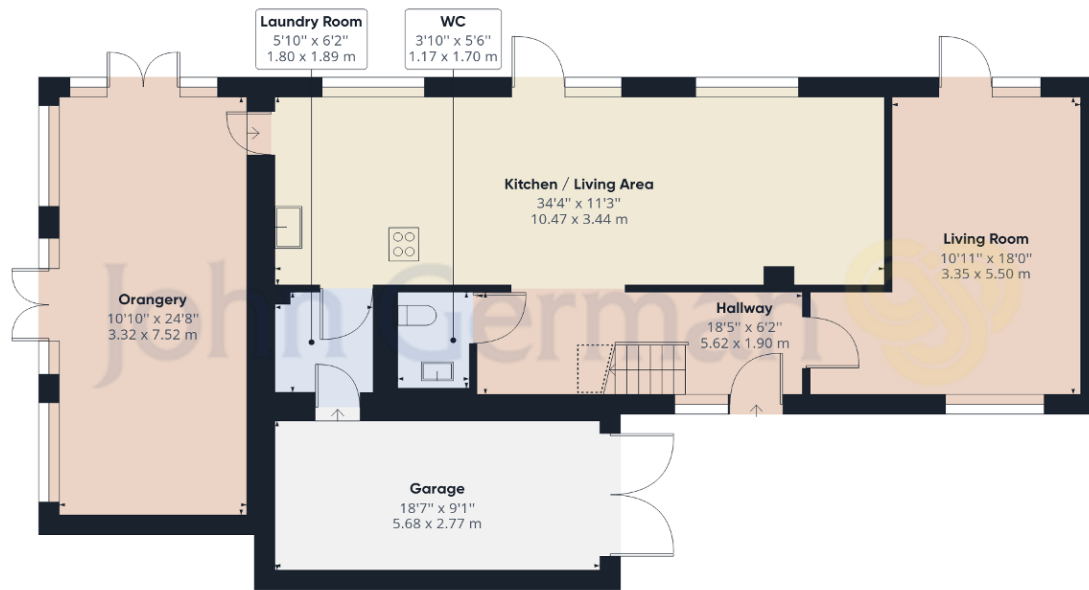 Laundry Room
5'10" x 6'2"
1.80 x 1.89 m
WC
3'10" x 5'6"
1.17 x 1.70 m
Kitchen / Living Area
34'4" x 11'3"
10.47 x 3.44 m
Living Room
10'11" x 18'0"
3.35 x 5.50 m
Orangery
10'10" x 24'8"
3.32 x 7.52 m
Hallway
18'5" x 6'2"
5.62 x 1.90 m
John German
Garage
18'7" x 9'1"
5.68 x 2.77 m